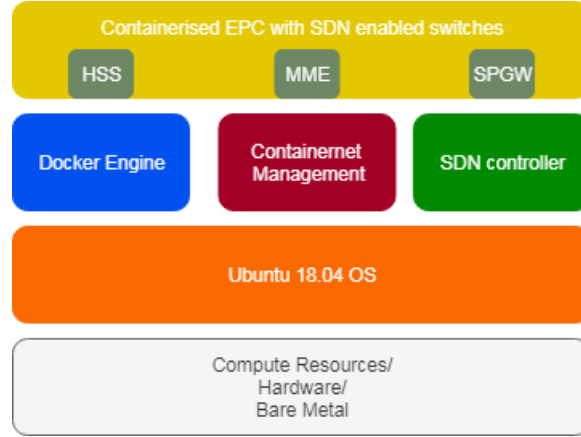 Containerised EPC with SDN enabled switches
HSS
MME
SPGW
Docker Engine
Containernet
Management
SDN controller
Ubuntu 18.04 OS
Compute Resources/
Hardware/
Bare Metal